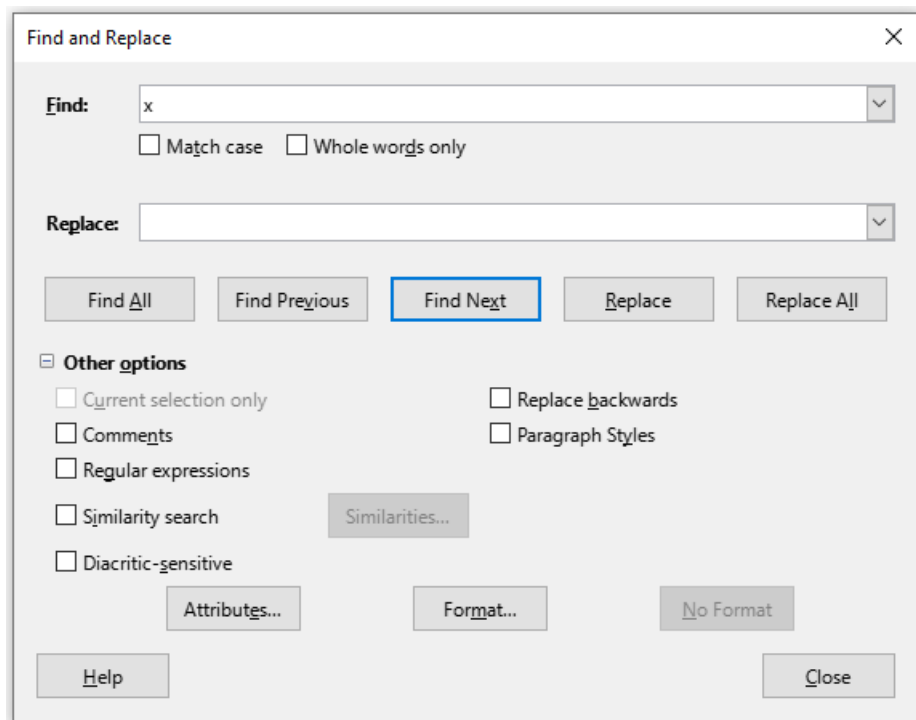 Find and Replace
Find: x
Match case Whole words only
Replace:
Find All Find Previous Find Next Replace Replace All
Other options
Current selection only Replace backwards
Comments Paragraph Styles
Regular expressions
Similarity search Similarities...
Diacritic-sensitive
Attributes... Format... No Format
Help Close